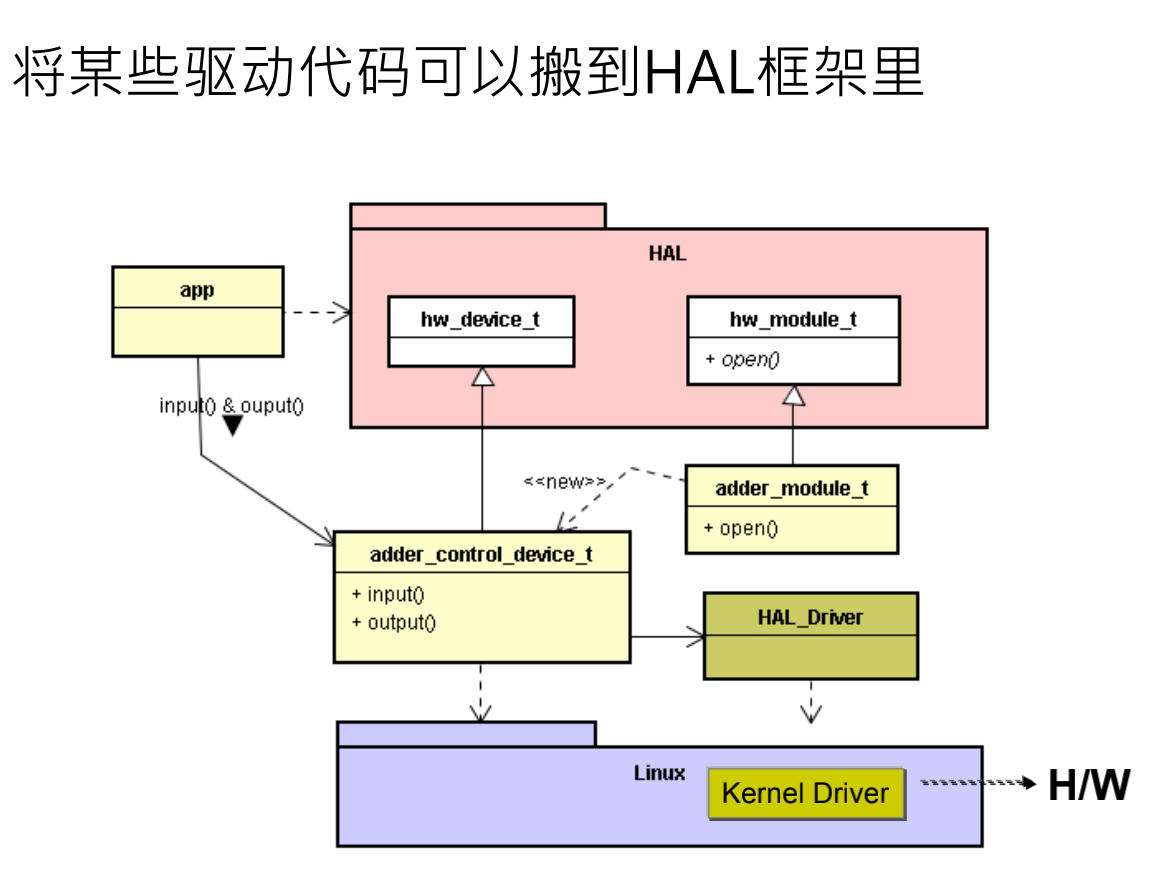 将某些驱动代码可以搬到HAL框架里
HAL
app
hw_device_t
hw_module_t
+ open()
input() & ouput()
<<new>>
adder_module_t
+ open()
adder_control_device_t
+ input()
+ output()
HAL_Driver
Linux
Kernel Driver
H/W